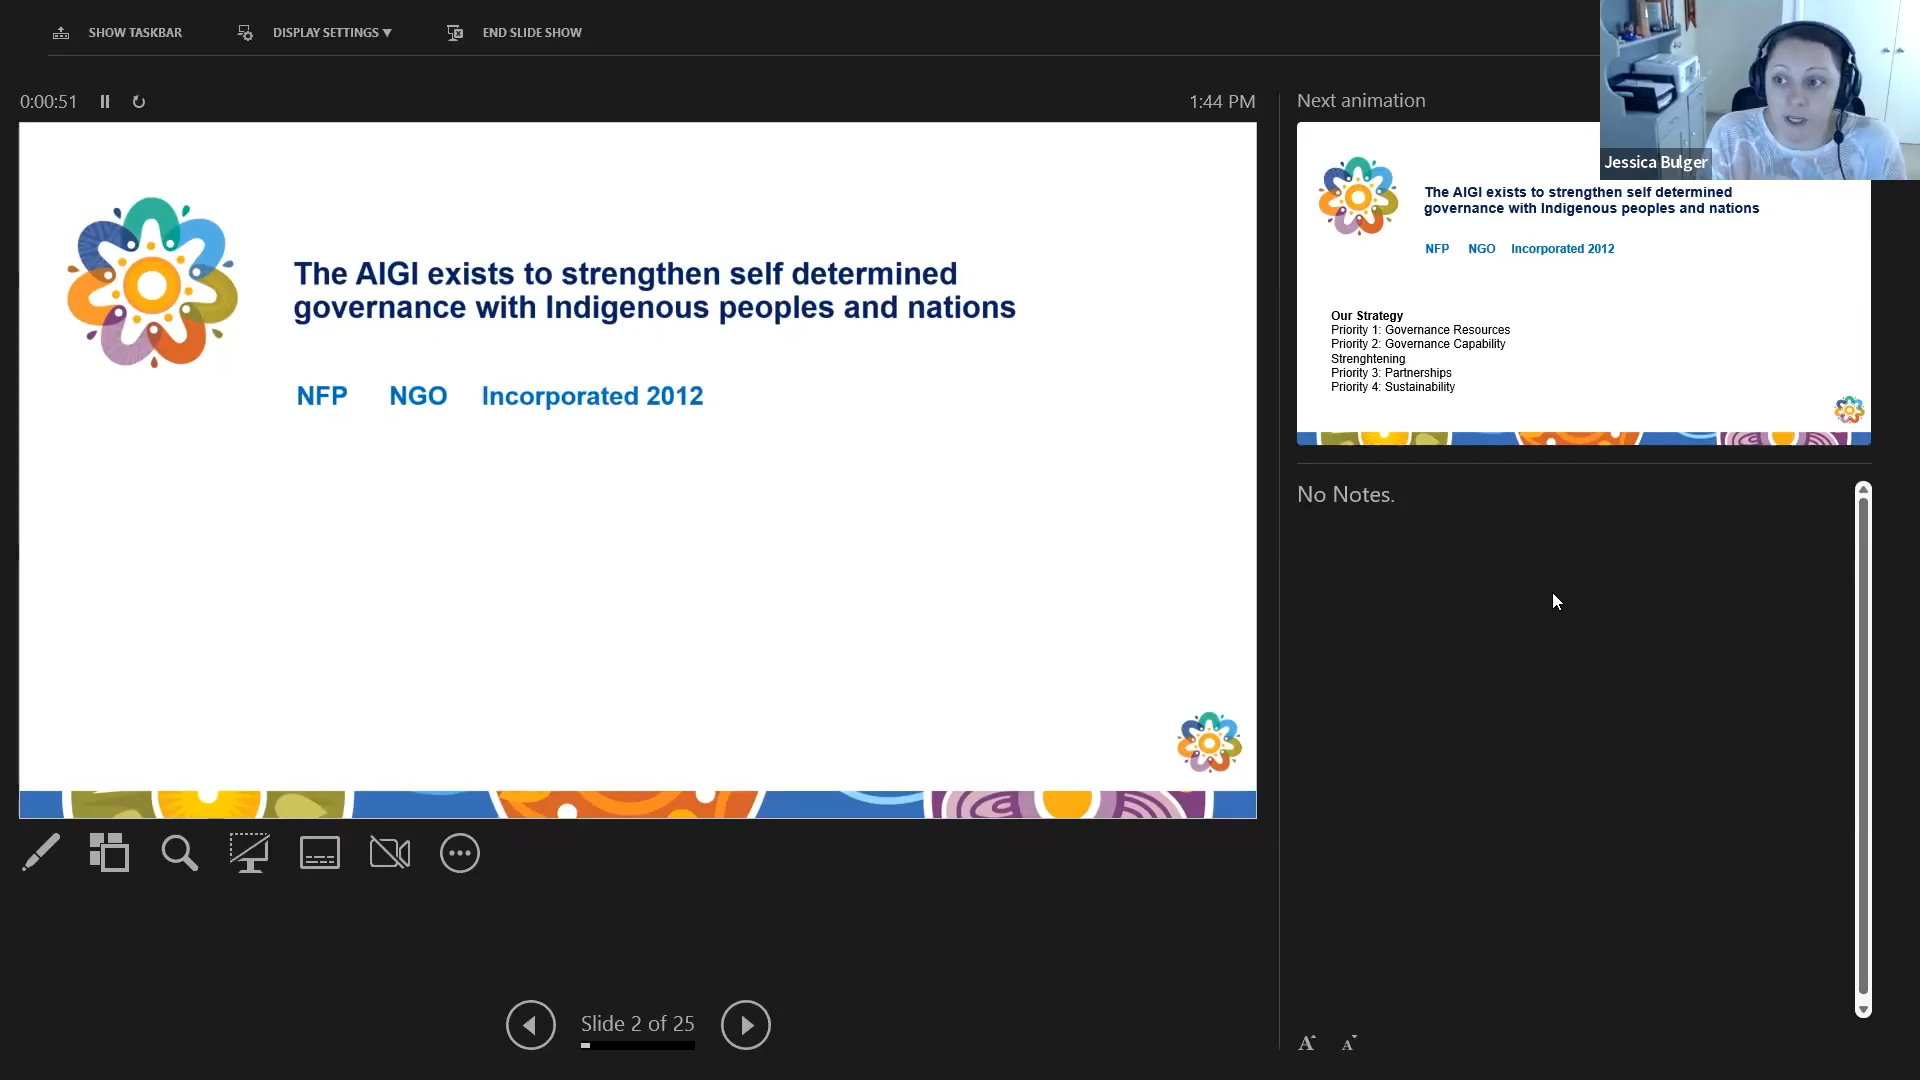 SHOW TASKBAR
DISPLAY SETTINGS ▼
END SLIDE SHOW
0:00:51
1:44 PM
The AIGI exists to strengthen self determined
governance with Indigenous peoples and nations
NFP NGO Incorporated 2012
Slide 2 of 25
Next animation
Jessica Bulger
The AIGI exists to strengthen self determined
governance with Indigenous peoples and nations
NFP NGO Incorporated 2012
Our Strategy
Priority 1: Governance Resources
Priority 2: Governance Capability
Strenghtening
Priority 3: Partnerships
Priority 4: Sustainability
No Notes.
A A